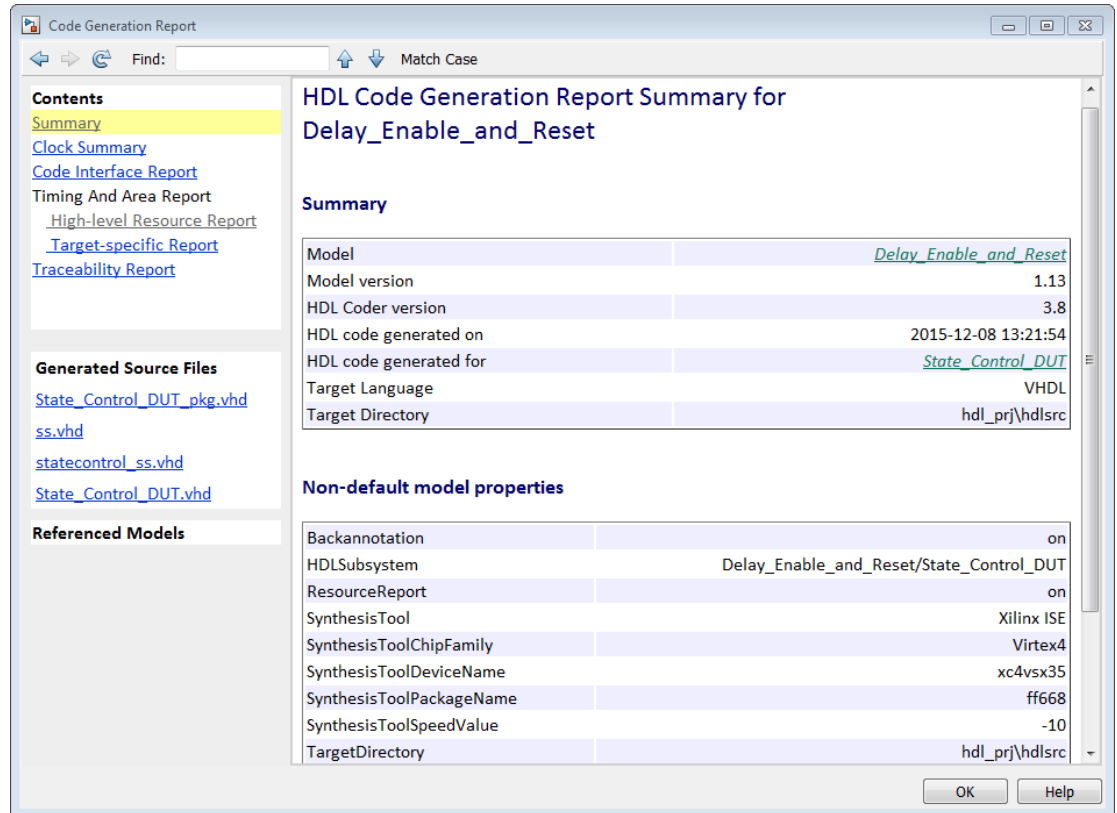 Code Generation Report
Find:
Match Case
Contents
Summary
Clock Summary
Code Interface Report
Timing And Area Report
High-level Resource Report
Target-specific Report
Traceability Report
Generated Source Files
State_Control_DUT_pkg.vhd
ss.vhd
statecontrol_ss.vhd
State_Control_DUT.vhd
Referenced Models
HDL Code Generation Report Summary for
Delay_Enable_and_Reset
Summary
Model Delay_Enable_and_Reset
Model version 1.13
HDL Coder version 3.8
HDL code generated on 2015-12-08 13:21:54
HDL code generated for State_Control_DUT
Target Language VHDL
Target Directory hdl_prj\hdlsrc
Non-default model properties
Backannotation on
HDLSubsystem Delay_Enable_and_Reset/State_Control_DUT
ResourceReport on
SynthesisTool Xilinx ISE
SynthesisToolChipFamily Virtex4
SynthesisToolDeviceName xc4vsx35
SynthesisToolPackageName ff668
SynthesisToolSpeedValue -10
TargetDirectory hdl_prj\hdlsrc
OK
Help